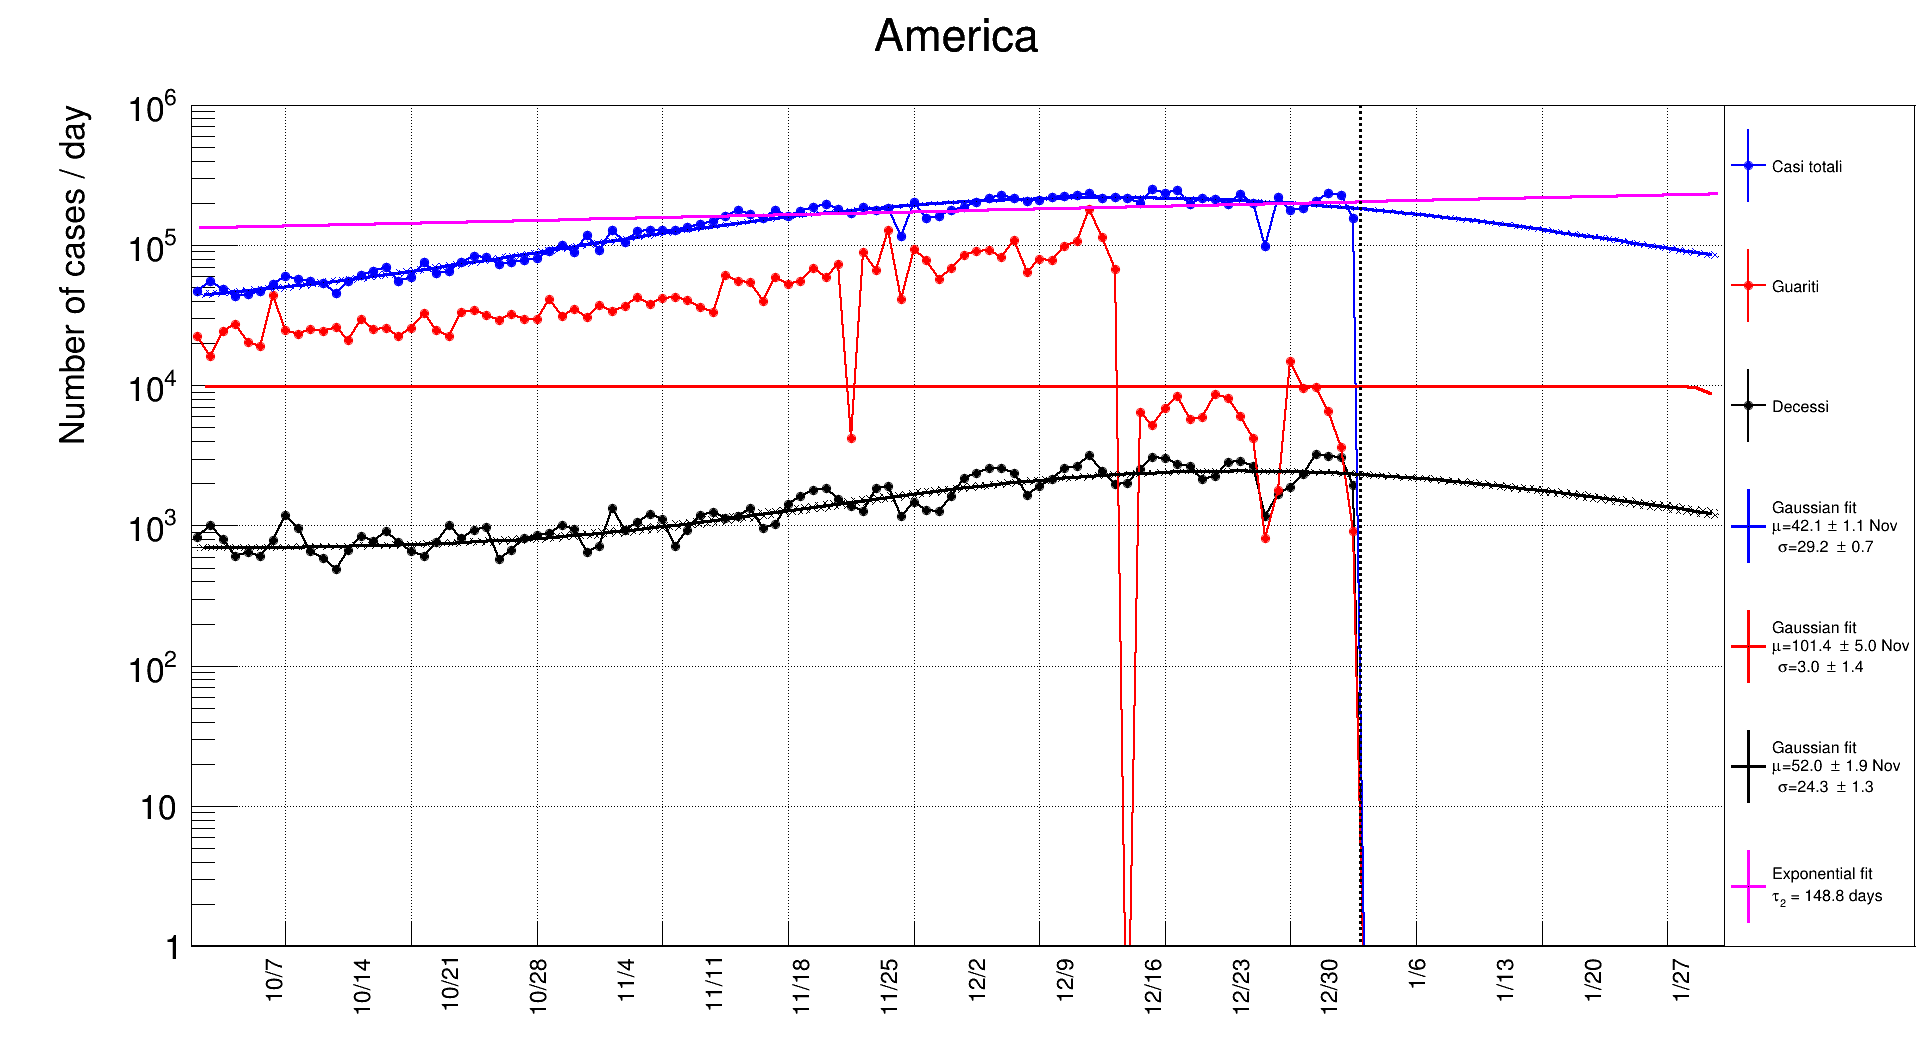 America
Number of cases / day
10^6
10^5
10^4
10^3
10^2
10
1
10/7
10/14
10/21
10/28
11/4
11/11
11/18
11/25
12/2
12/9
12/16
12/23
12/30
1/6
1/13
1/20
1/27
Casi totali
Guariti
Decessi
Gaussian fit
μ=42.1 ± 1.1 Nov
σ=29.2 ± 0.7
Gaussian fit
μ=101.4 ± 5.0 Nov
σ=3.0 ± 1.4
Gaussian fit
μ=52.0 ± 1.9 Nov
σ=24.3 ± 1.3
Exponential fit
τ₂ = 148.8 days